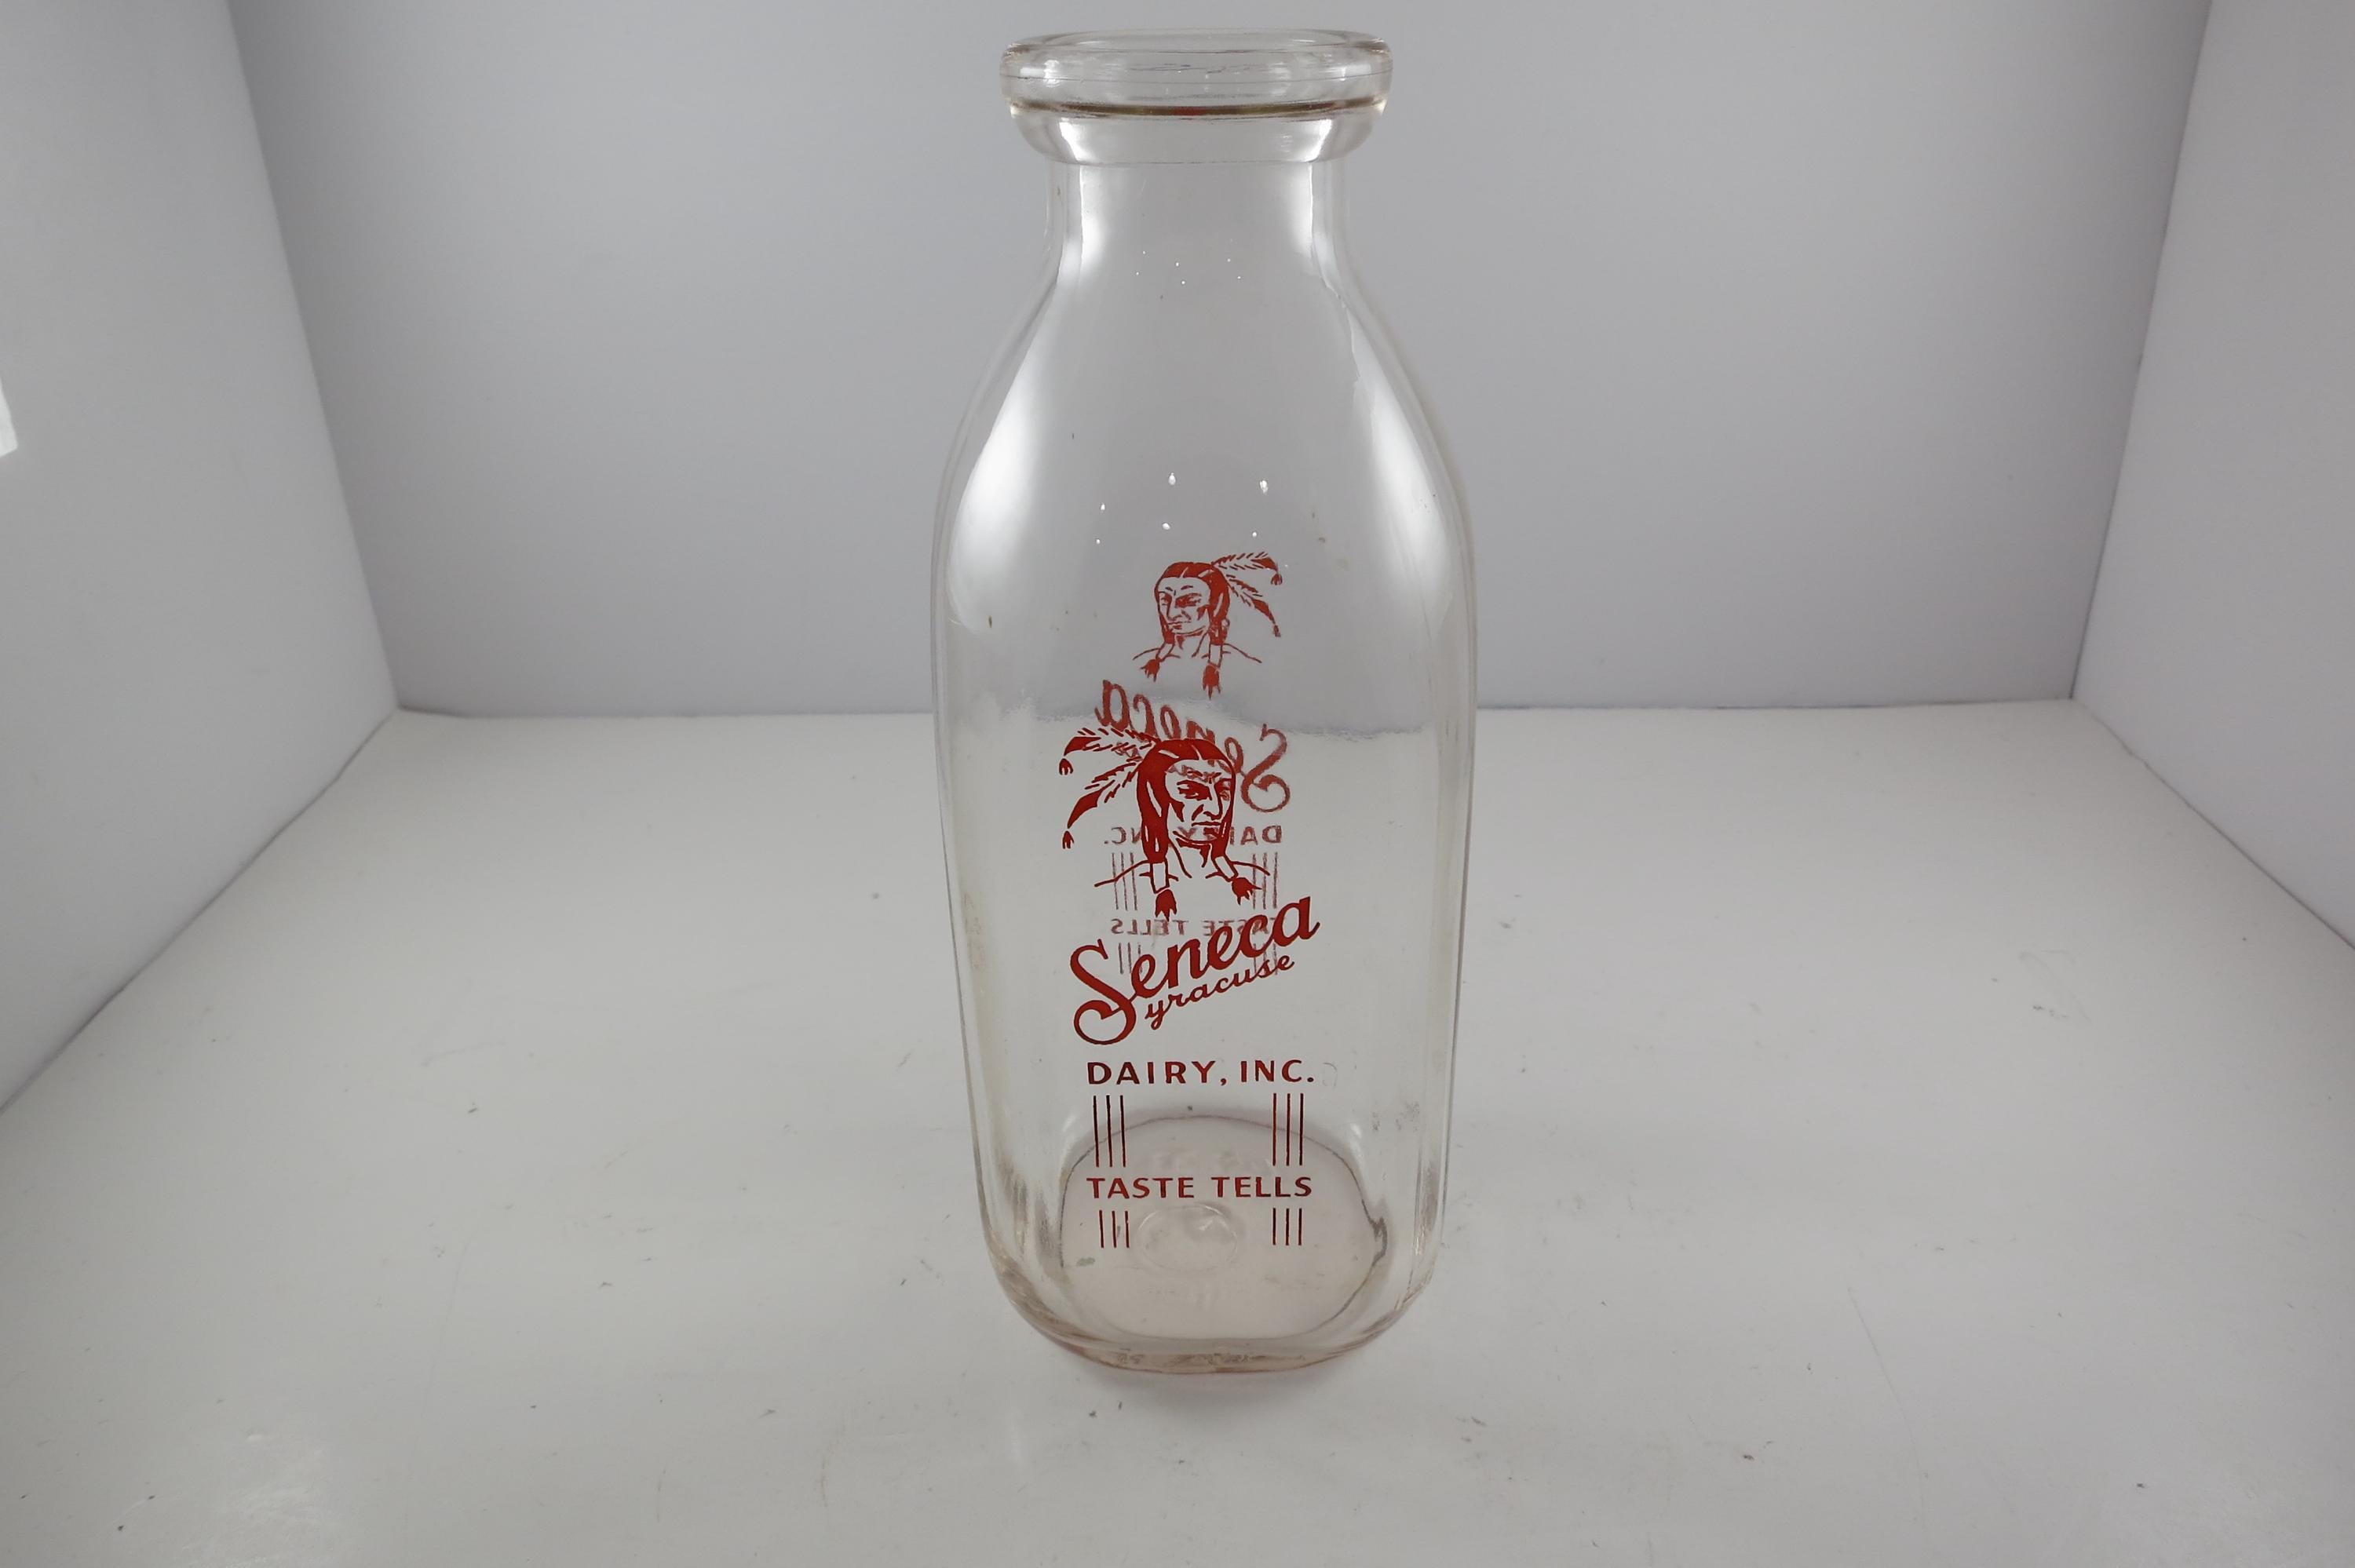 Seneca
Syracuse
DAIRY, INC.
TASTE TELLS